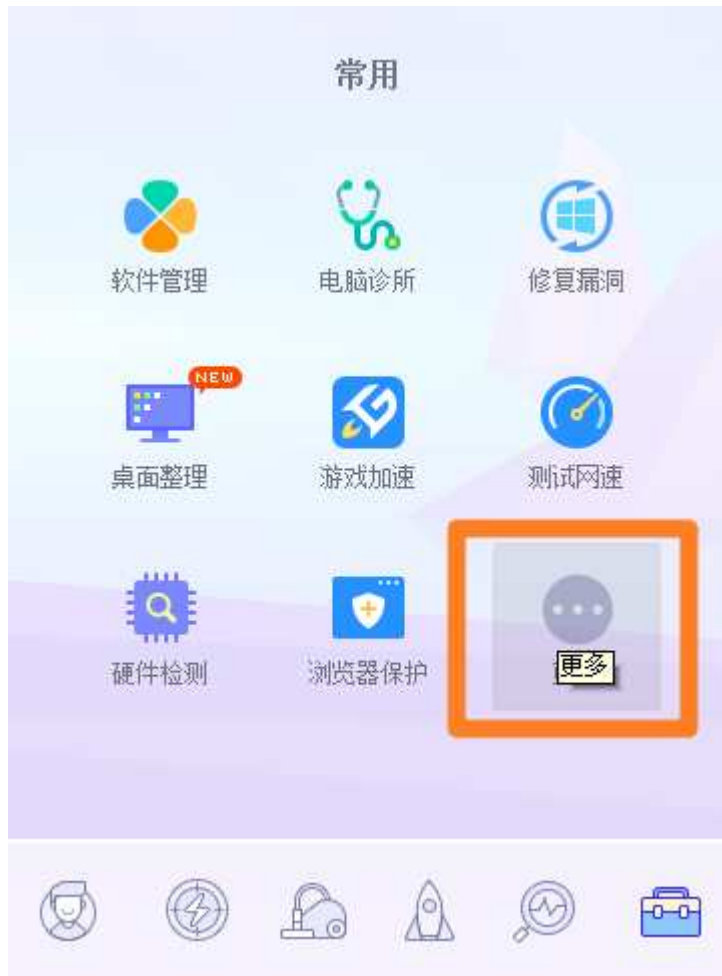 常用
软件管理
电脑诊所
修复漏洞
NEW
桌面整理
游戏加速
测试网速
硬件检测
浏览器保护
更多